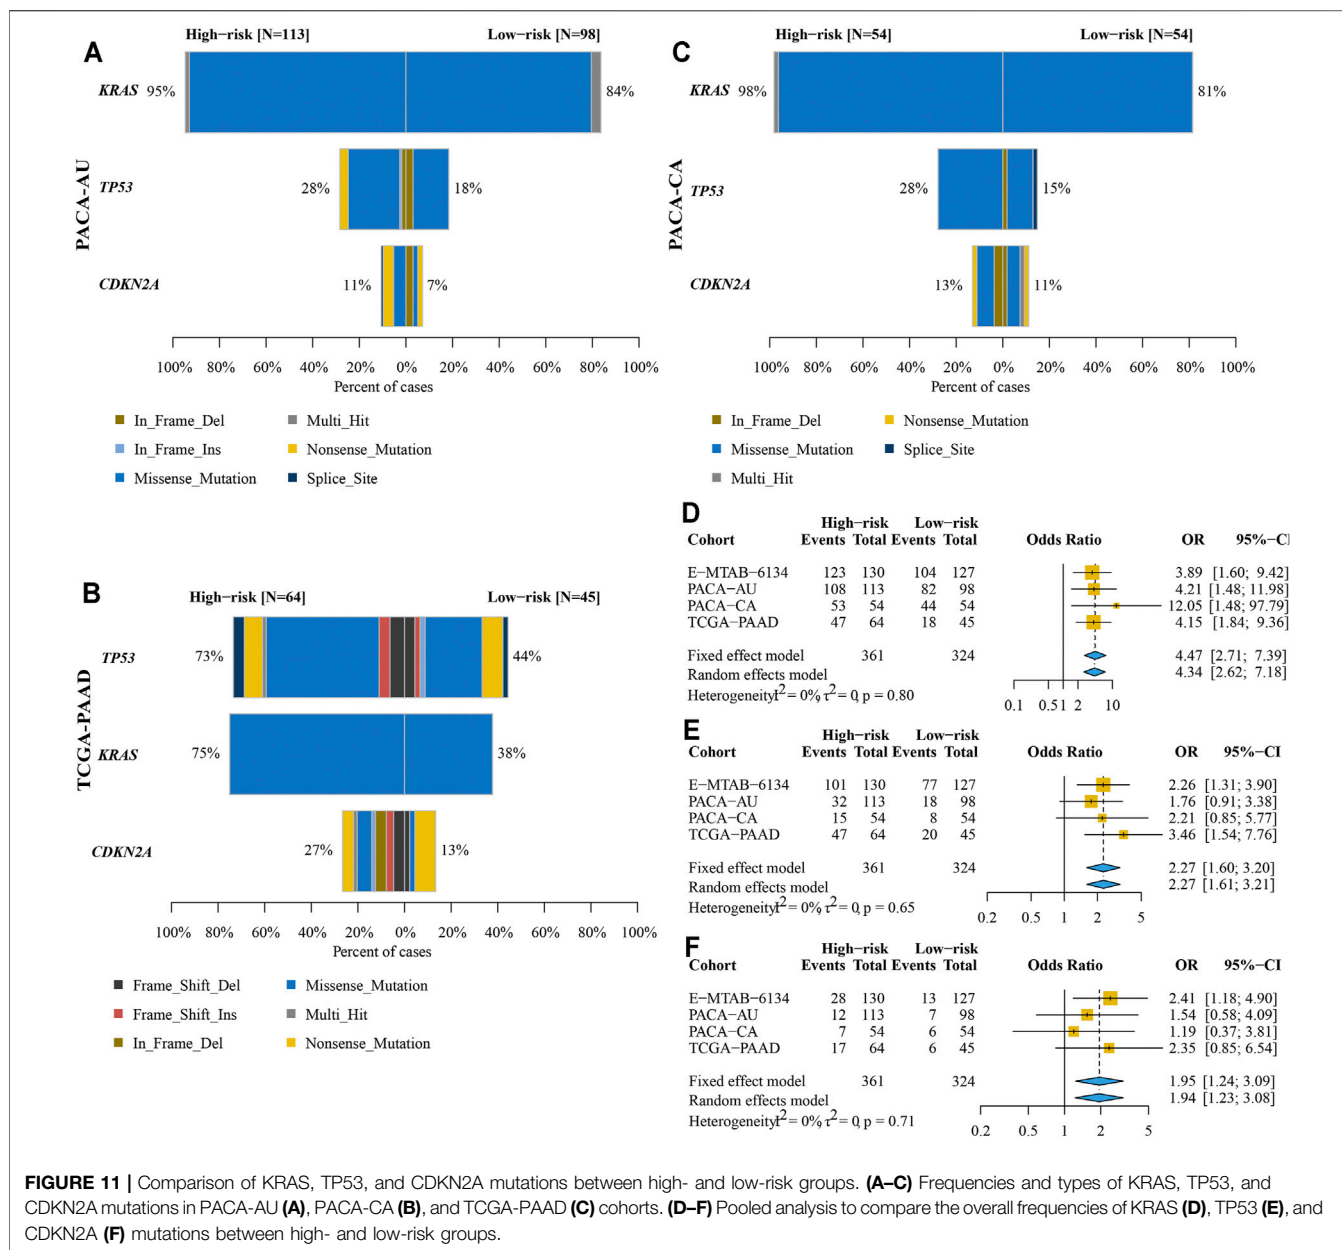 A
High−risk [N=113]
Low−risk [N=98]
PACA-AU
KRAS
95%
84%
TP53
28%
18%
CDKN2A
11%
7%
100% 80% 60% 40% 20% 0% 20% 40% 60% 80% 100%
Percent of cases
In_Frame_Del
Multi_Hit
In_Frame_Ins
Nonsense_Mutation
Missense_Mutation
Splice_Site
C
High−risk [N=54]
Low−risk [N=54]
PACA-CA
KRAS
98%
81%
TP53
28%
15%
CDKN2A
13%
11%
100% 80% 60% 40% 20% 0% 20% 40% 60% 80% 100%
Percent of cases
In_Frame_Del
Nonsense_Mutation
Missense_Mutation
Splice_Site
Multi_Hit
B
High−risk [N=64]
Low−risk [N=45]
TCGA-PAAD
TP53
73%
44%
KRAS
75%
38%
CDKN2A
27%
13%
100% 80% 60% 40% 20% 0% 20% 40% 60% 80% 100%
Percent of cases
Frame_Shift_Del
Missense_Mutation
Frame_Shift_Ins
Multi_Hit
In_Frame_Del
Nonsense_Mutation
D
High−risk Low−risk
Cohort Events Total Events Total Odds Ratio OR 95%−CI
E−MTAB−6134 123 130 104 127 3.89 [1.60; 9.42]
PACA−AU 108 113 82 98 4.21 [1.48; 11.98]
PACA−CA 53 54 44 54 12.05 [1.48; 97.79]
TCGA−PAAD 47 64 18 45 4.15 [1.84; 9.36]
Fixed effect model 361 324 4.47 [2.71; 7.39]
Random effects model 4.34 [2.62; 7.18]
Heterogeneity: I² = 0%, τ² = 0, p = 0.80
0.1 0.5 1 2 10
E
High−risk Low−risk
Cohort Events Total Events Total Odds Ratio OR 95%−CI
E−MTAB−6134 101 130 77 127 2.26 [1.31; 3.90]
PACA−AU 32 113 18 98 1.76 [0.91; 3.38]
PACA−CA 15 54 8 54 2.21 [0.85; 5.77]
TCGA−PAAD 47 64 20 45 3.46 [1.54; 7.76]
Fixed effect model 361 324 2.27 [1.60; 3.20]
Random effects model 2.27 [1.61; 3.21]
Heterogeneity: I² = 0%, τ² = 0, p = 0.65
0.2 0.5 1 2 5
F
High−risk Low−risk
Cohort Events Total Events Total Odds Ratio OR 95%−CI
E−MTAB−6134 28 130 13 127 2.41 [1.18; 4.90]
PACA−AU 12 113 7 98 1.54 [0.58; 4.09]
PACA−CA 7 54 6 54 1.19 [0.37; 3.81]
TCGA−PAAD 17 64 6 45 2.35 [0.85; 6.54]
Fixed effect model 361 324 1.95 [1.24; 3.09]
Random effects model 1.94 [1.23; 3.08]
Heterogeneity: I² = 0%, τ² = 0, p = 0.71
0.2 0.5 1 2 5
FIGURE 11 | Comparison of KRAS, TP53, and CDKN2A mutations between high- and low-risk groups. (A–C) Frequencies and types of KRAS, TP53, and
CDKN2A mutations in PACA-AU (A), PACA-CA (B), and TCGA-PAAD (C) cohorts. (D–F) Pooled analysis to compare the overall frequencies of KRAS (D), TP53 (E), and
CDKN2A (F) mutations between high- and low-risk groups.